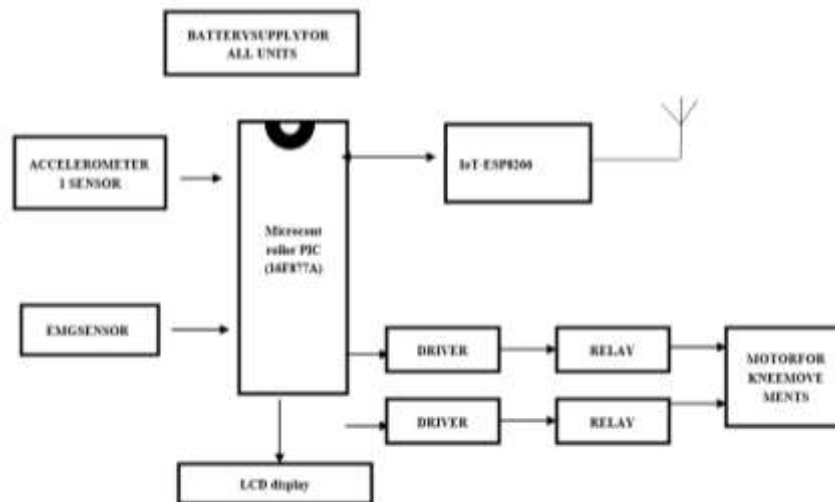 BATTERYSUPPLYFOR
ALL UNITS
ACCELEROMETER
1 SENSOR
IoT-ESP8266
Microcont
roller PIC
(16F877A)
EMGSENSOR
DRIVER
RELAY
MOTORFOR
KNEEMOVE
MENTS
DRIVER
RELAY
LCD display